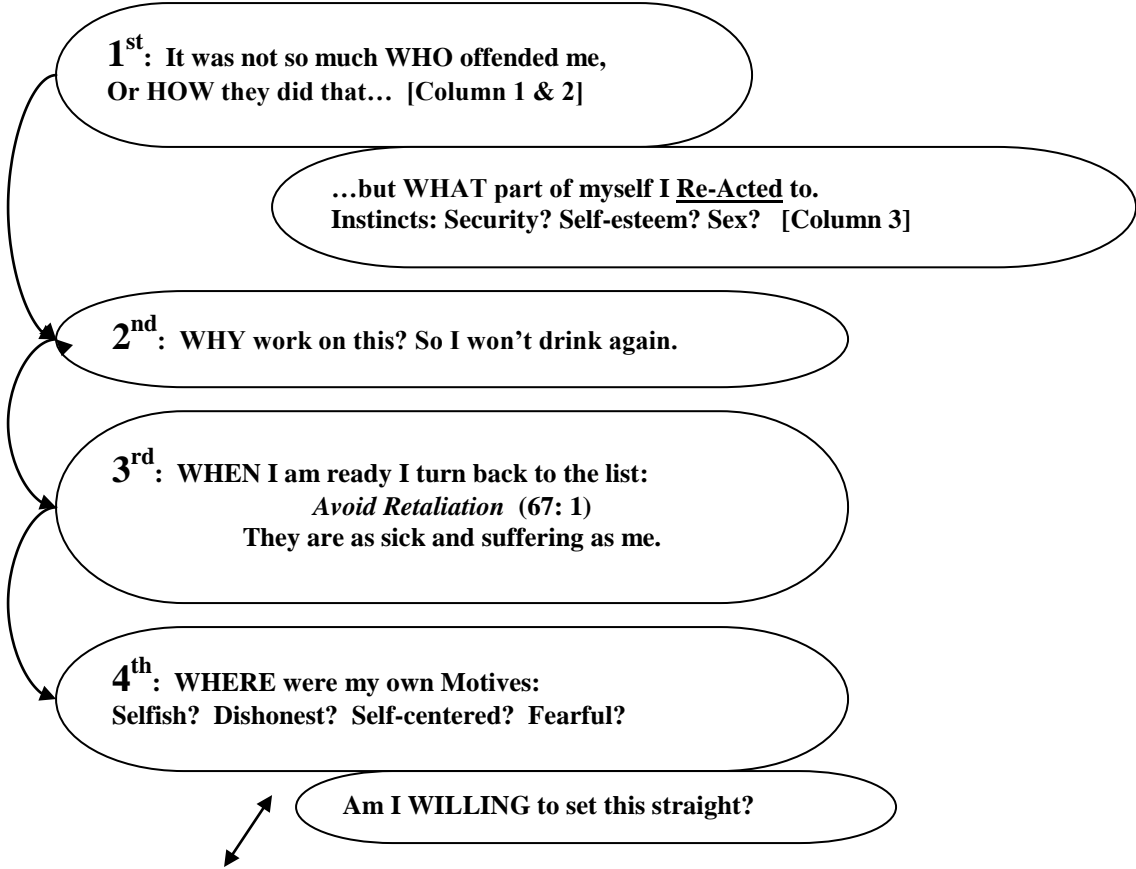 1st: It was not so much WHO offended me,
Or HOW they did that… [Column 1 & 2]
…but WHAT part of myself I Re-Acted to.
Instincts: Security? Self-esteem? Sex? [Column 3]
2nd: WHY work on this? So I won’t drink again.
3rd: WHEN I am ready I turn back to the list:
Avoid Retaliation (67: 1)
They are as sick and suffering as me.
4th: WHERE were my own Motives:
Selfish? Dishonest? Self-centered? Fearful?
Am I WILLING to set this straight?